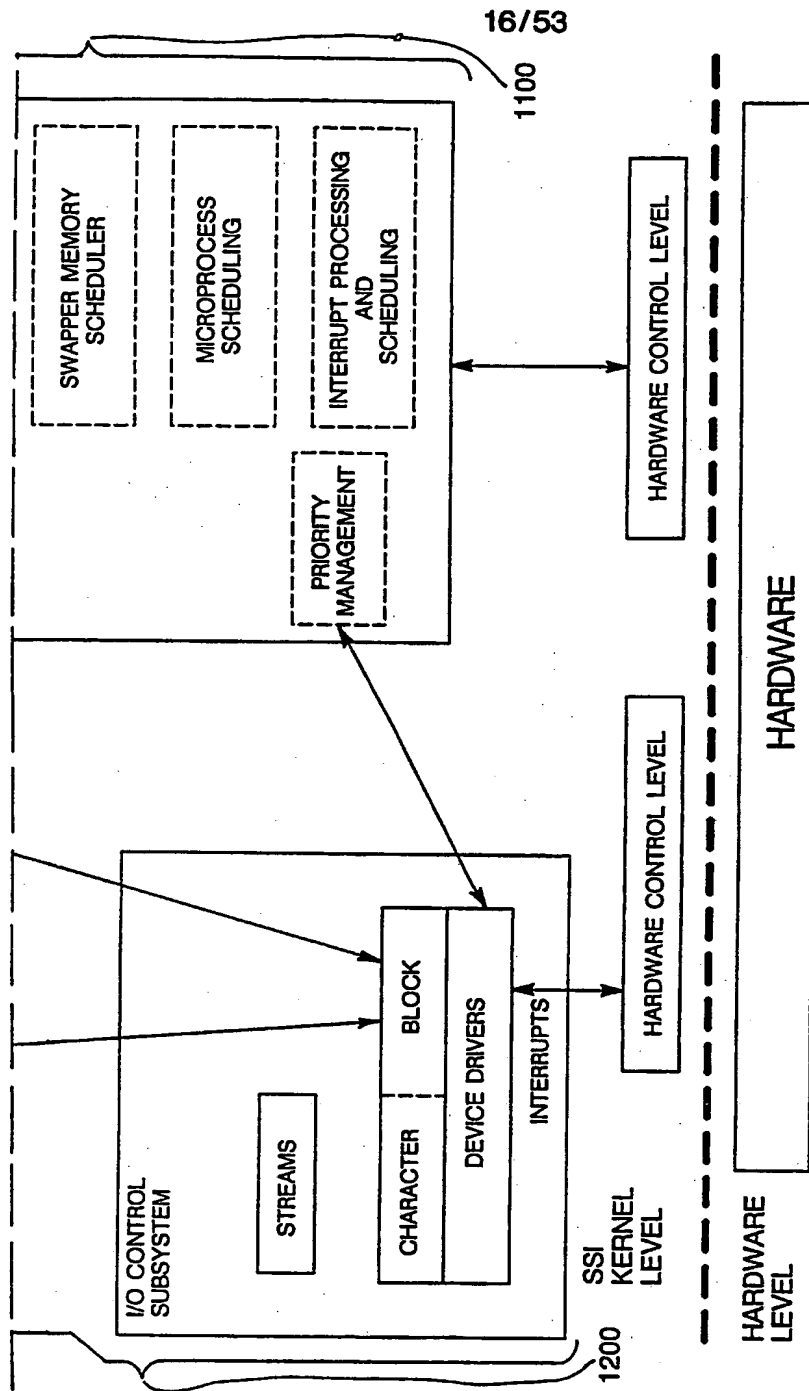 16/53
1100
SWAPPER MEMORY
SCHEDULER
MICROPROCESS
SCHEDULING
INTERRUPT PROCESSING
AND
SCHEDULING
PRIORITY
MANAGEMENT
HARDWARE CONTROL LEVEL
I/O CONTROL
SUBSYSTEM
STREAMS
CHARACTER
BLOCK
DEVICE DRIVERS
INTERRUPTS
SSI
KERNEL
LEVEL
1200
HARDWARE CONTROL LEVEL
HARDWARE
LEVEL
HARDWARE